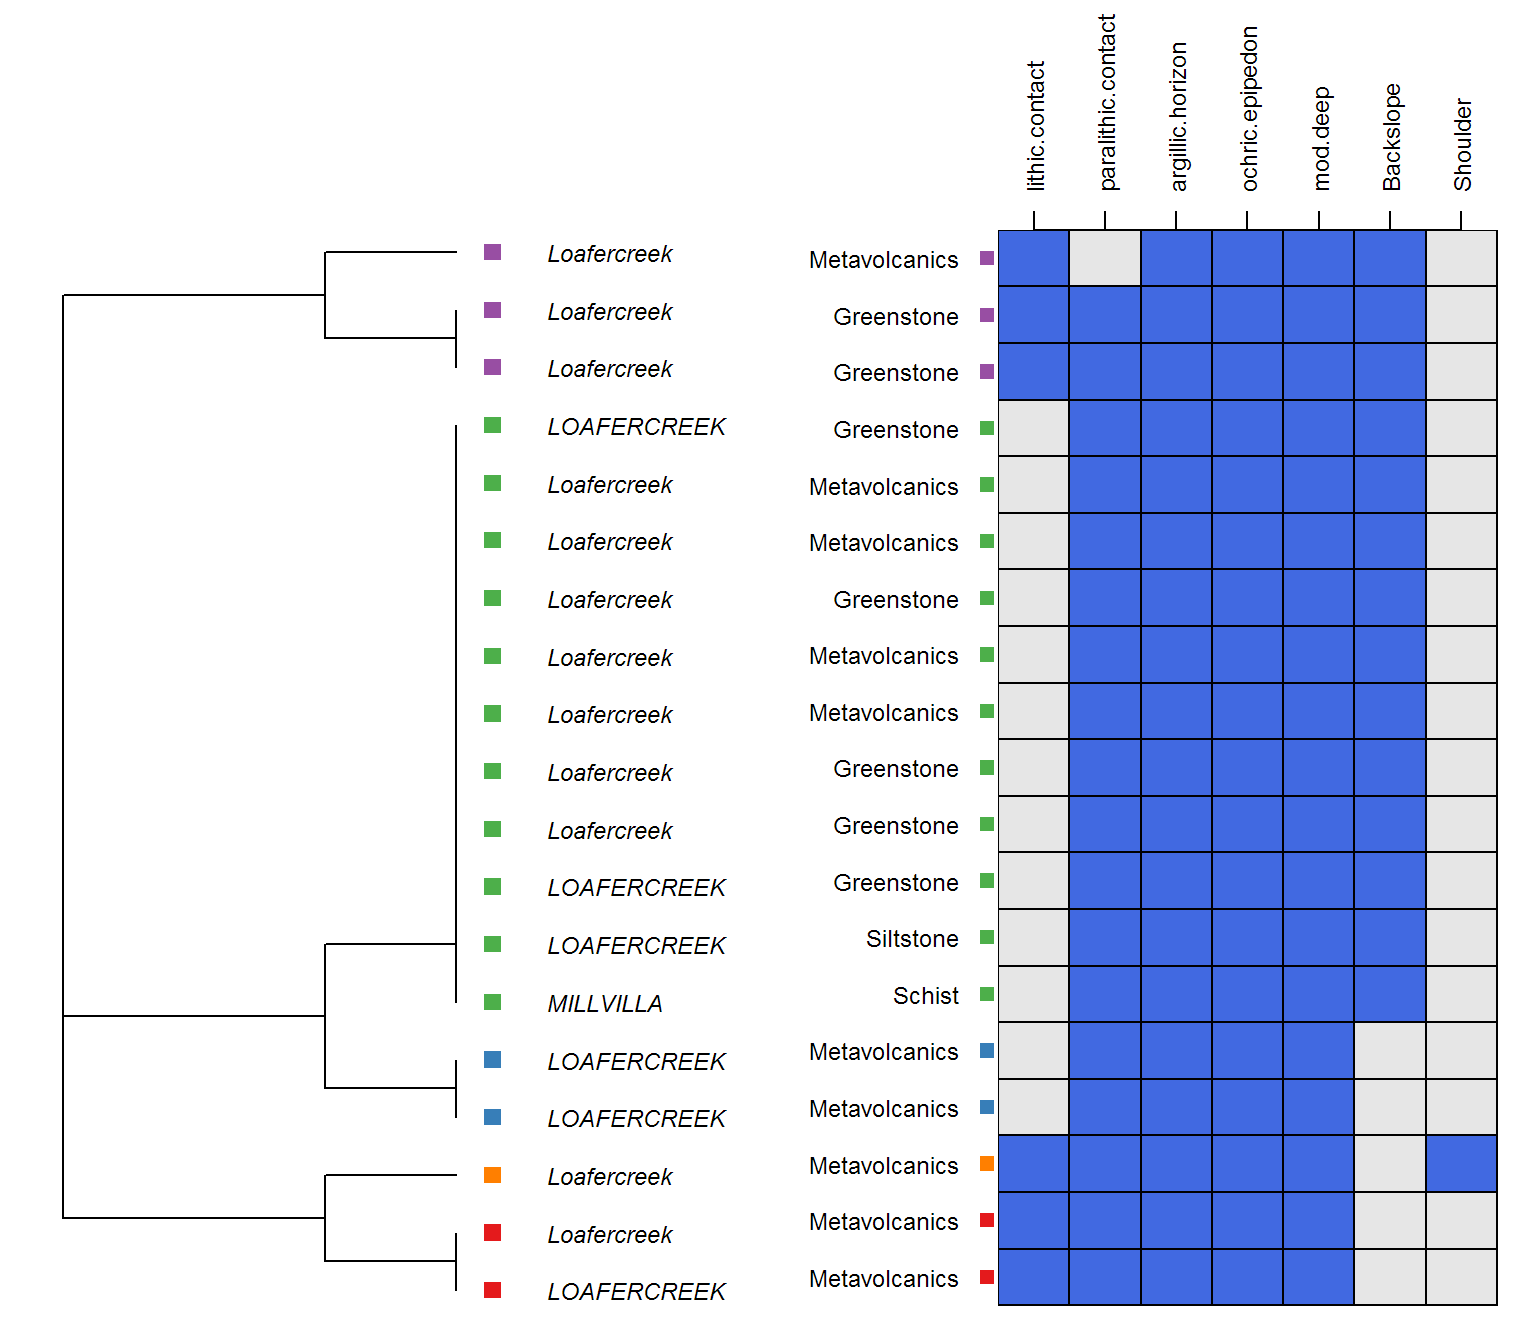 lithic.contact
paralithic.contact
argillic.horizon
ochric.epipedon
mod.deep
Backslope
Shoulder
Loafercreek Metavolcanics
Loafercreek Greenstone
Loafercreek Greenstone
LOAFERCREEK Greenstone
Loafercreek Metavolcanics
Loafercreek Metavolcanics
Loafercreek Greenstone
Loafercreek Metavolcanics
Loafercreek Metavolcanics
Loafercreek Greenstone
Loafercreek Greenstone
LOAFERCREEK Greenstone
LOAFERCREEK Siltstone
MILLVILLA Schist
LOAFERCREEK Metavolcanics
LOAFERCREEK Metavolcanics
Loafercreek Metavolcanics
Loafercreek Metavolcanics
LOAFERCREEK Metavolcanics